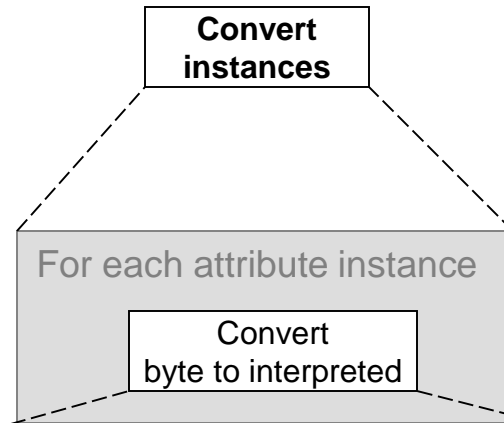 Convert
instances
For each attribute instance
Convert
byte to interpreted